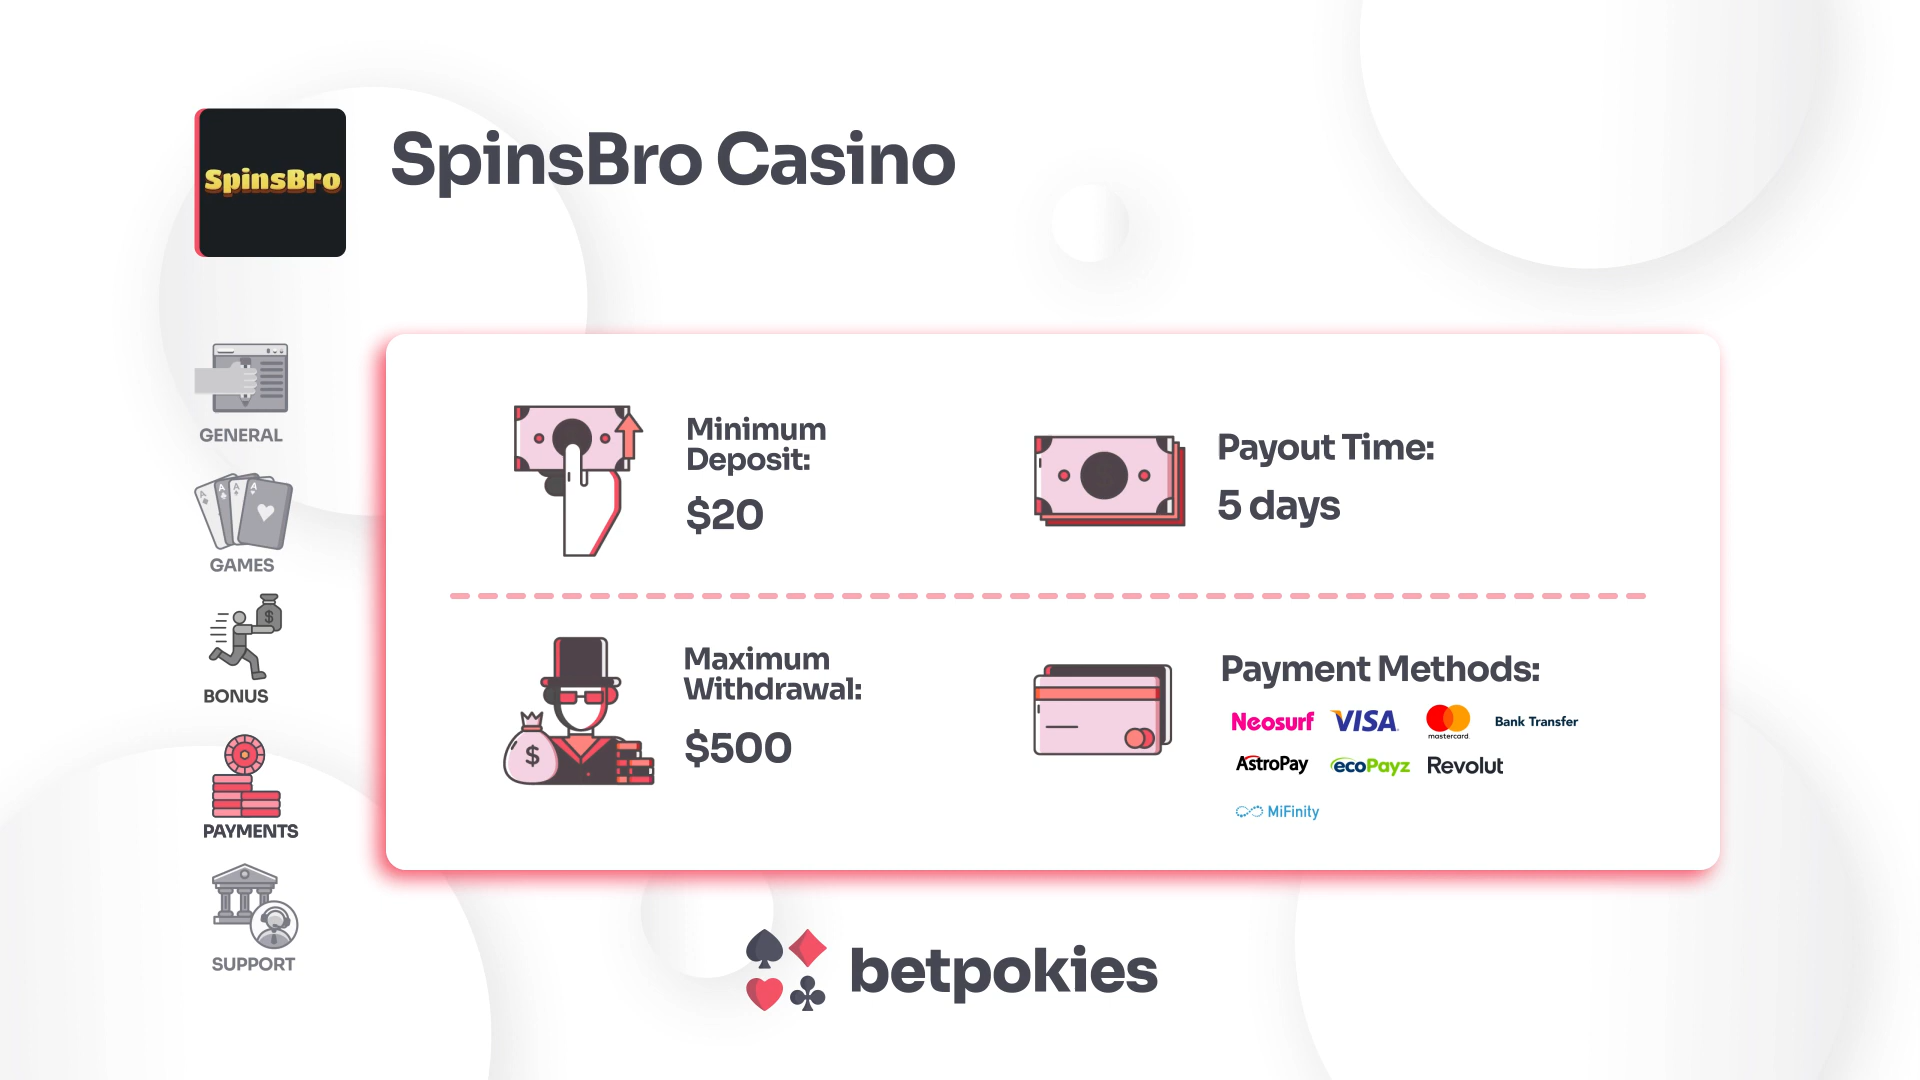 SpinsBro
SpinsBro Casino
GENERAL
GAMES
BONUS
PAYMENTS
SUPPORT
Minimum
Deposit:
$20
Payout Time:
5 days
Maximum
Withdrawal:
$500
Payment Methods:
Neosurf VISA mastercard. Bank Transfer
AstroPay ecoPayz Revolut
MiFinity
A A A A
$
$
betpokies